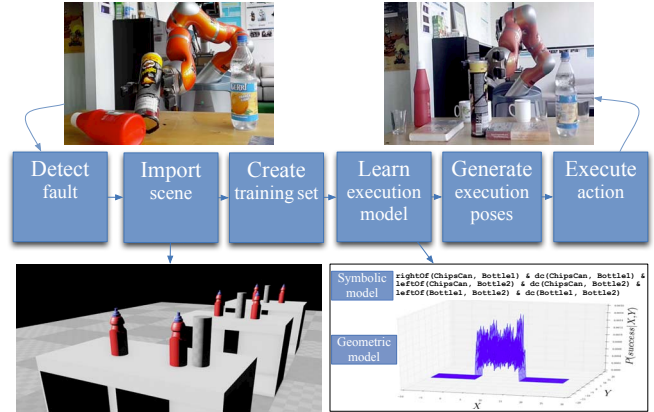 Detect
fault
Import
scene
Create
training set
Learn
execution
model
Generate
execution
poses
Execute
action
Symbolic
model
rightOf(ChipsCan, Bottle1) & dc(ChipsCan, Bottle1) &
leftOf(ChipsCan, Bottle2) & dc(ChipsCan, Bottle2) &
leftOf(Bottle1, Bottle2) & dc(Bottle1, Bottle2)
Geometric
model
P(success|X,Y)
X
Y